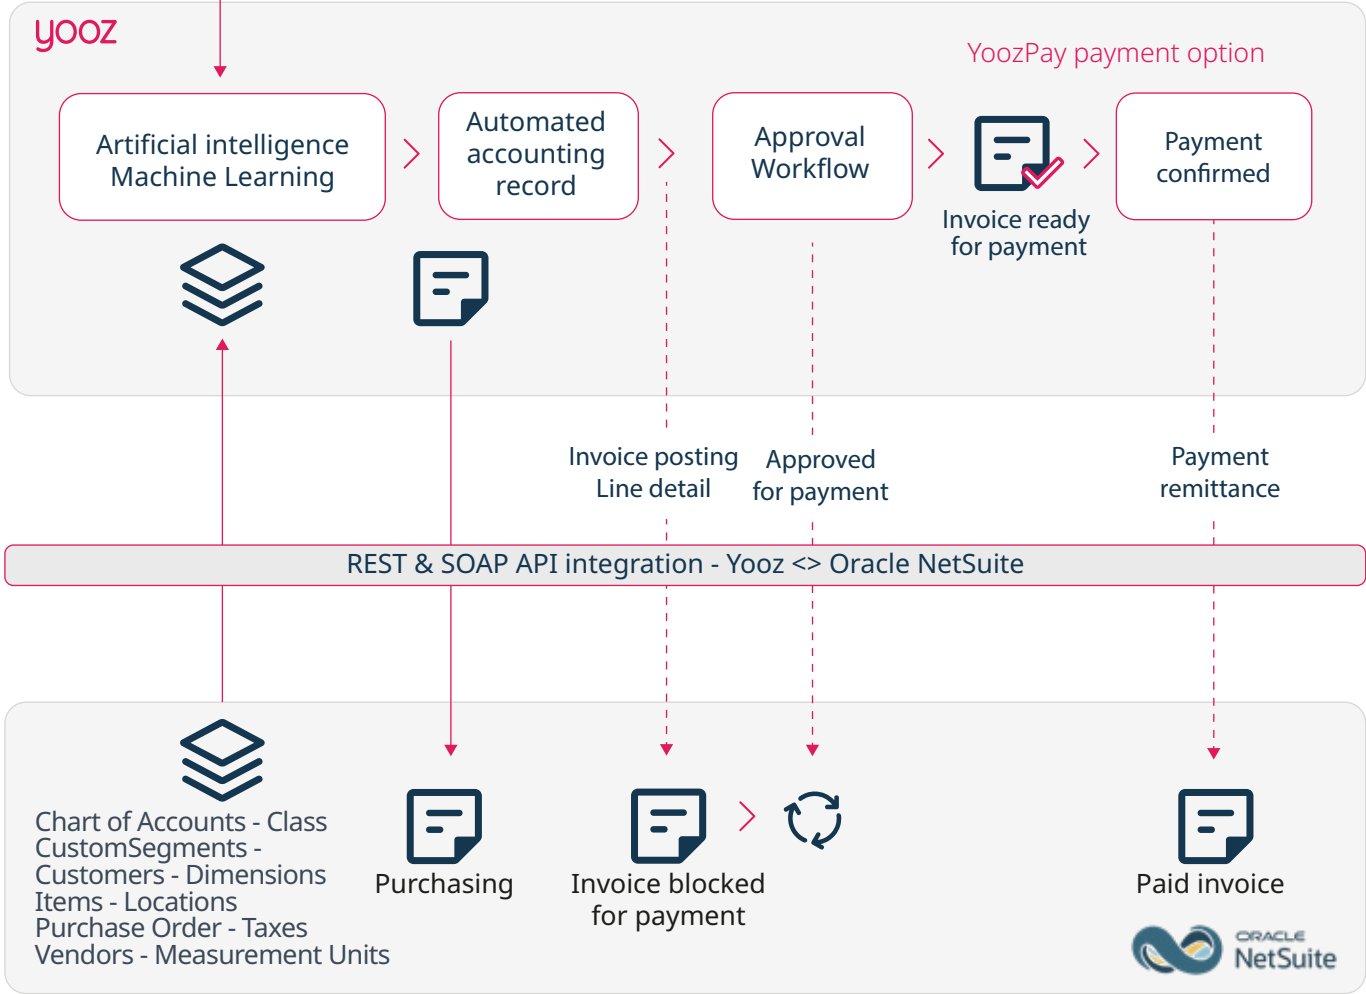 yooz
YoozPay payment option
Artificial intelligence
Machine Learning
Automated
accounting
record
Approval
Workflow
Invoice ready
for payment
Payment
confirmed
Invoice posting
Line detail
Approved
for payment
Payment
remittance
REST & SOAP API integration - Yooz <> Oracle NetSuite
Chart of Accounts - Class
CustomSegments -
Customers - Dimensions
Items - Locations
Purchase Order - Taxes
Vendors - Measurement Units
Purchasing
Invoice blocked
for payment
Paid invoice
ORACLE
NetSuite